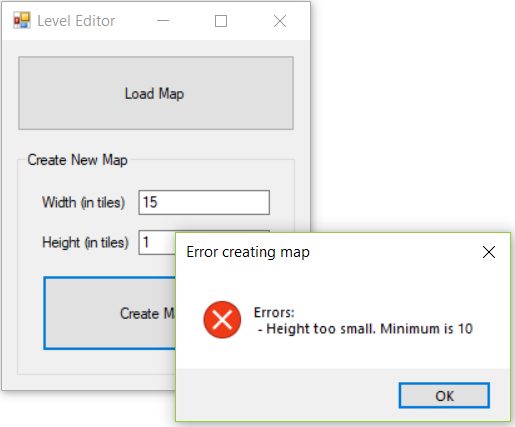 Level Editor
Load Map
Create New Map
Width (in tiles) 15
Height (in tiles) 1
Create M
Error creating map
Errors:
- Height too small. Minimum is 10
OK